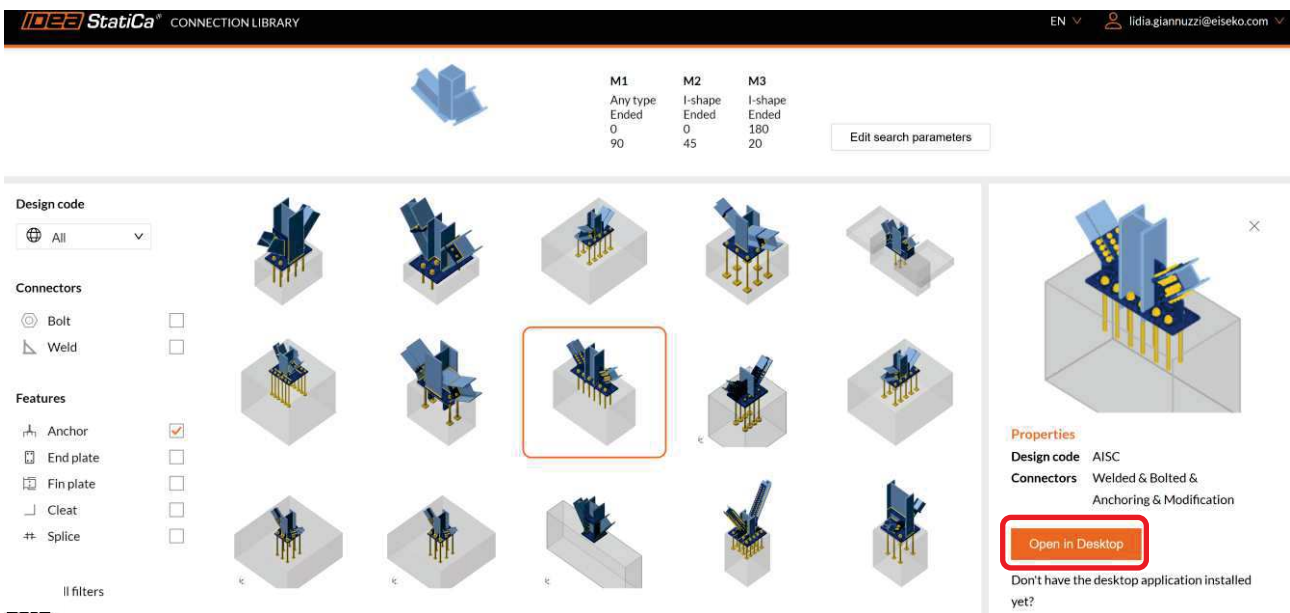 IDEA StatiCa® CONNECTION LIBRARY
EN
lidia.giannuzzi@eiseko.com
M1 M2 M3
Any type I-shape I-shape
Ended Ended Ended
0 0 180
90 45 20
Edit search parameters
Design code
All
Connectors
Bolt
Weld
Features
Anchor
End plate
Fin plate
Cleat
Splice
ll filters
Properties
Design code AISC
Connectors Welded & Bolted &
Anchoring & Modification
Open in Desktop
Don't have the desktop application installed
yet?